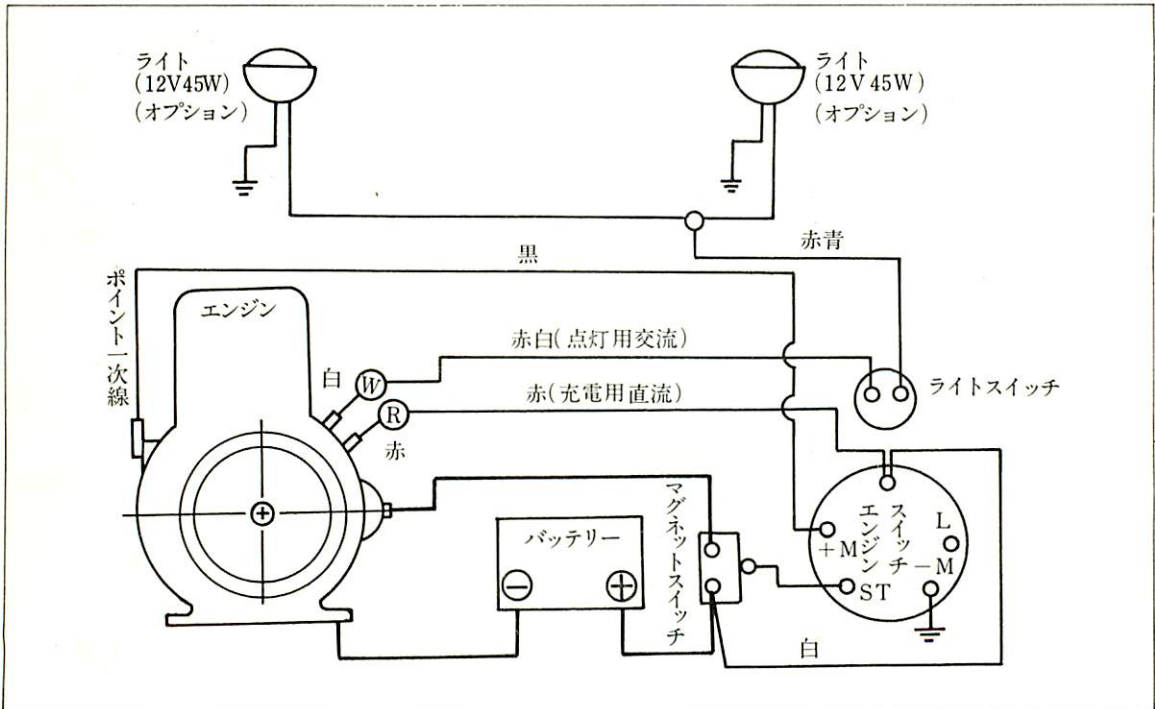 ライト
(12V45W)
(オプション)
ライト
(12V45W)
(オプション)
赤青
黒
ポイント一次線
エンジン
赤白(点灯用交流)
白
W
ライトスイッチ
赤(充電用直流)
R
赤
マグネットスイッチ
バッテリー
エンジン
スイッチ
L
+M
−M
ST
白